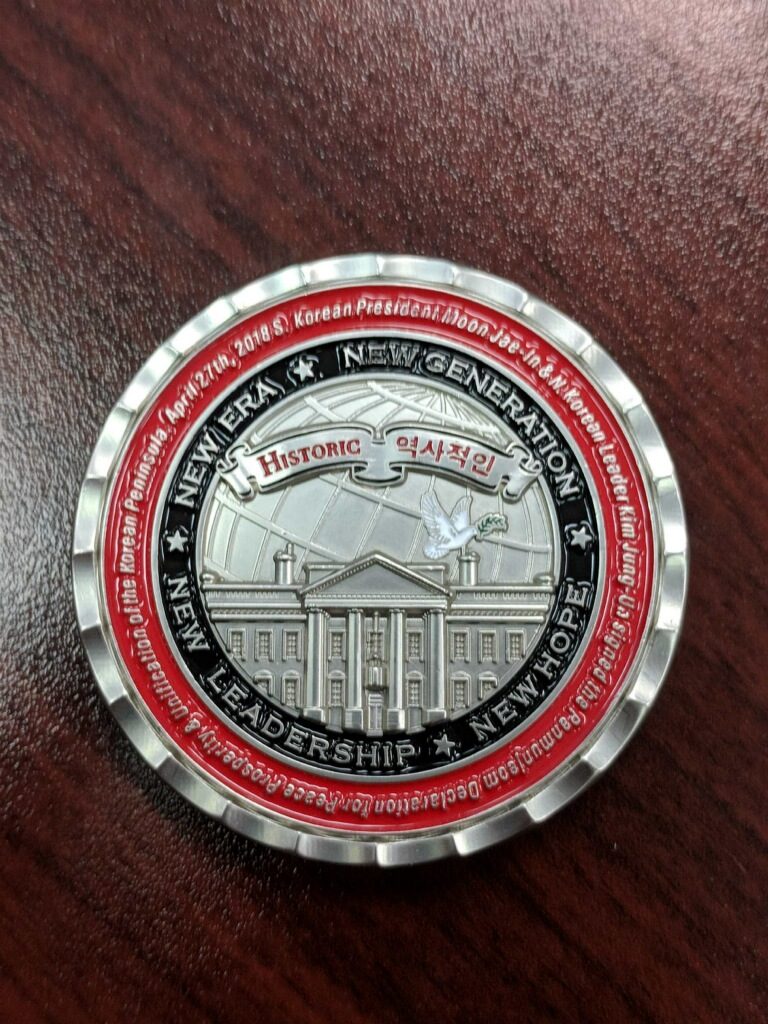 April 27th, 2018 S. Korean President Moon Jae-In & N. Korean Leader Kim Jong-Un signed the Panmunjeom Declaration for Peace Prosperity & Unification of the Korean Peninsula,
NEW ERA ★ NEW GENERATION ★ NEW HOPE ★ NEW LEADERSHIP ★
HISTORIC 역사적인